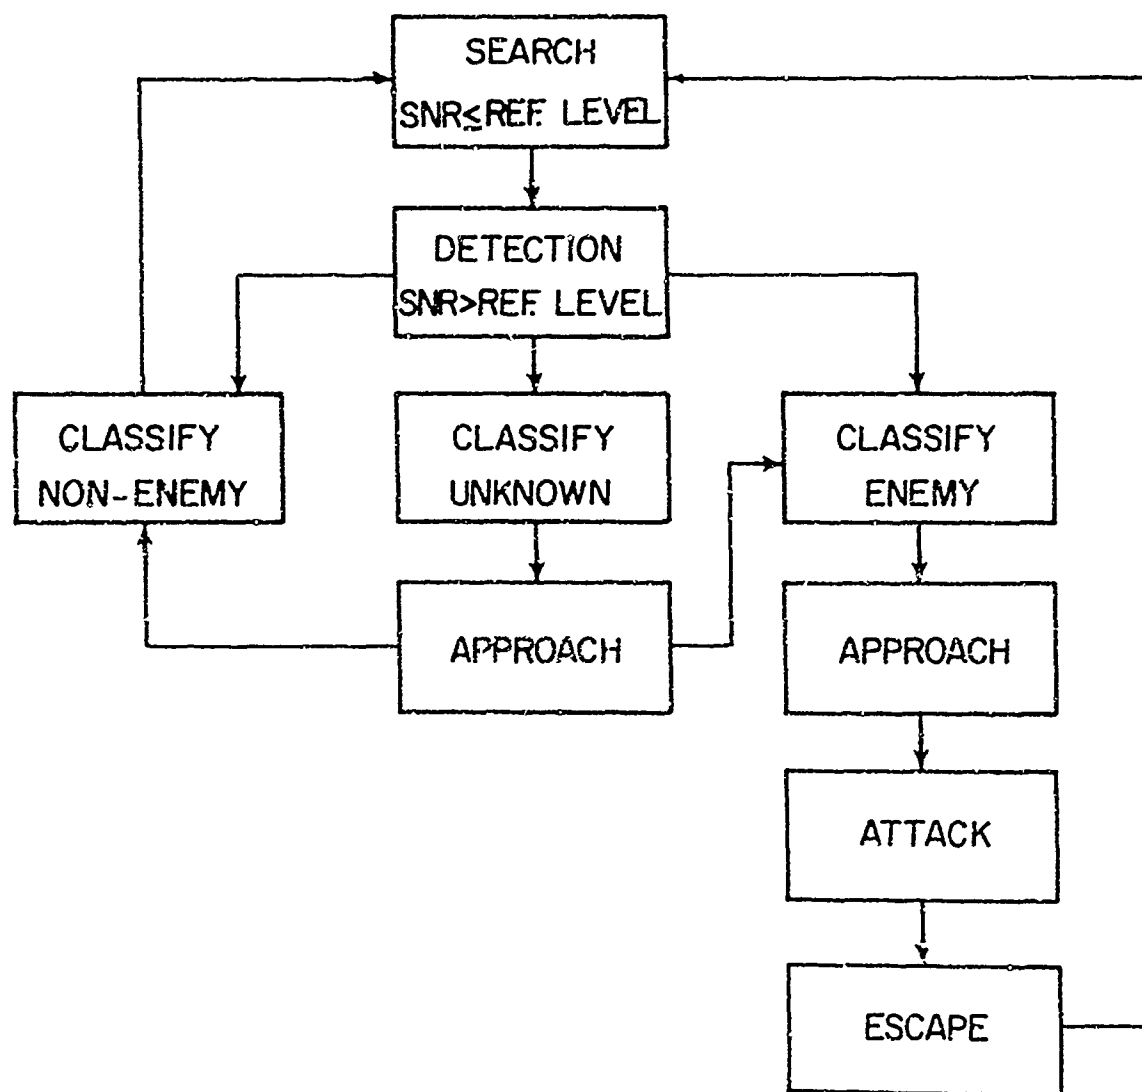 SEARCH
SNR≤REF. LEVEL
DETECTION
SNR>REF. LEVEL
CLASSIFY
NON-ENEMY
CLASSIFY
UNKNOWN
CLASSIFY
ENEMY
APPROACH
APPROACH
ATTACK
ESCAPE